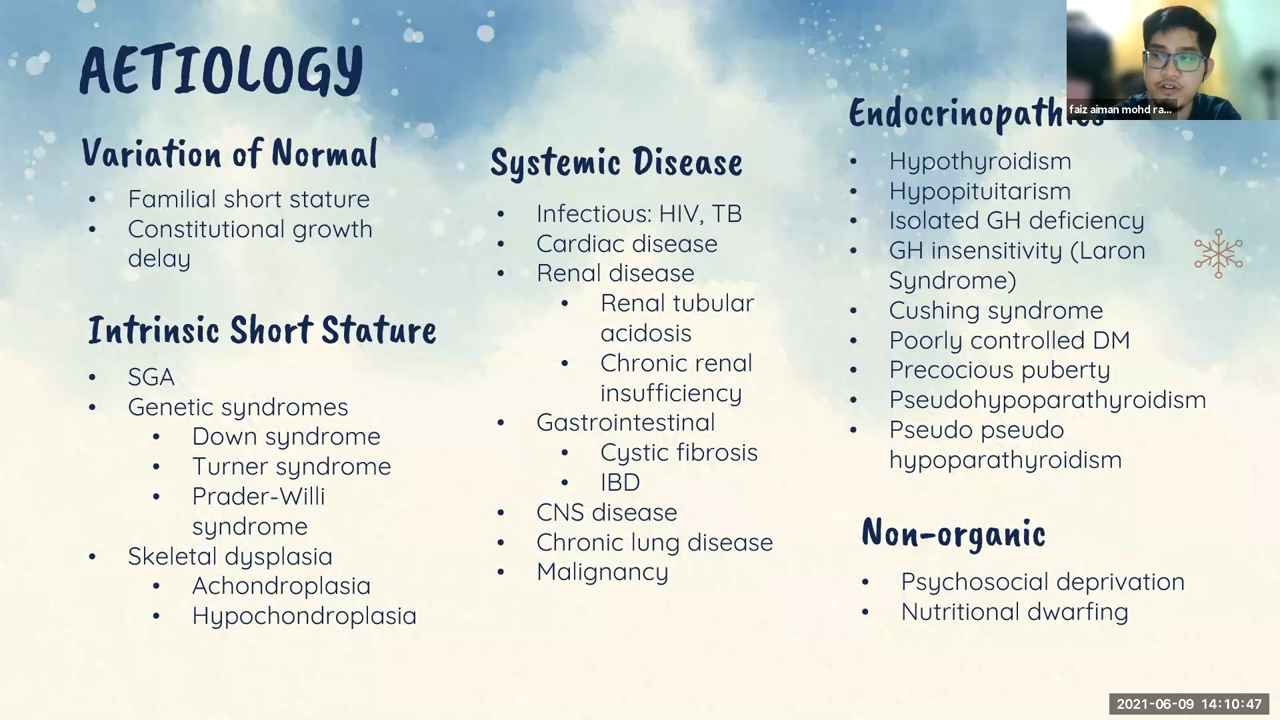 AETIOLOGY
Variation of Normal
• Familial short stature
• Constitutional growth
delay
Intrinsic Short Stature
• SGA
• Genetic syndromes
• Down syndrome
• Turner syndrome
• Prader-Willi
syndrome
• Skeletal dysplasia
• Achondroplasia
• Hypochondroplasia
Systemic Disease
• Infectious: HIV, TB
• Cardiac disease
• Renal disease
• Renal tubular
acidosis
• Chronic renal
insufficiency
• Gastrointestinal
• Cystic fibrosis
• IBD
• CNS disease
• Chronic lung disease
• Malignancy
Endocrinopathies
• Hypothyroidism
• Hypopituitarism
• Isolated GH deficiency
• GH insensitivity (Laron
Syndrome)
• Cushing syndrome
• Poorly controlled DM
• Precocious puberty
• Pseudohypoparathyroidism
• Pseudo pseudo
hypoparathyroidism
Non-organic
• Psychosocial deprivation
• Nutritional dwarfing
faiz aiman mohd ra...
2021-06-09 14:10:47